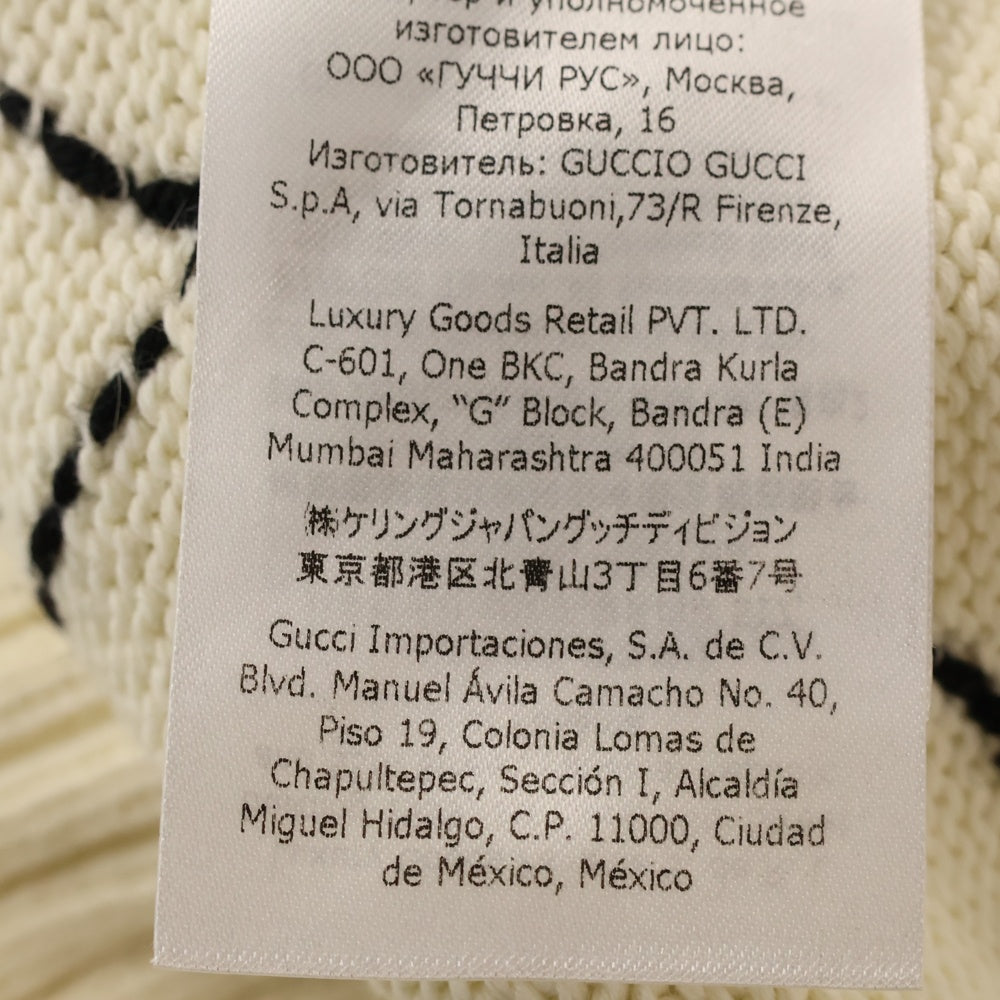 и уполномоченное
изготовителем лицо:
ООО «ГУЧЧИ РУС», Москва,
Петровка, 16
Изготовитель: GUCCIO GUCCI
S.p.A, via Tornabuoni,73/R Firenze,
Italia
Luxury Goods Retail PVT. LTD.
C-601, One BKC, Bandra Kurla
Complex, “G” Block, Bandra (E)
Mumbai Maharashtra 400051 India
㈱ケリングジャパングッチディビジョン
東京都港区北青山3丁目6番7号
Gucci Importaciones, S.A. de C.V.
Blvd. Manuel Ávila Camacho No. 40,
Piso 19, Colonia Lomas de
Chapultepec, Sección I, Alcaldía
Miguel Hidalgo, C.P. 11000, Ciudad
de México, México